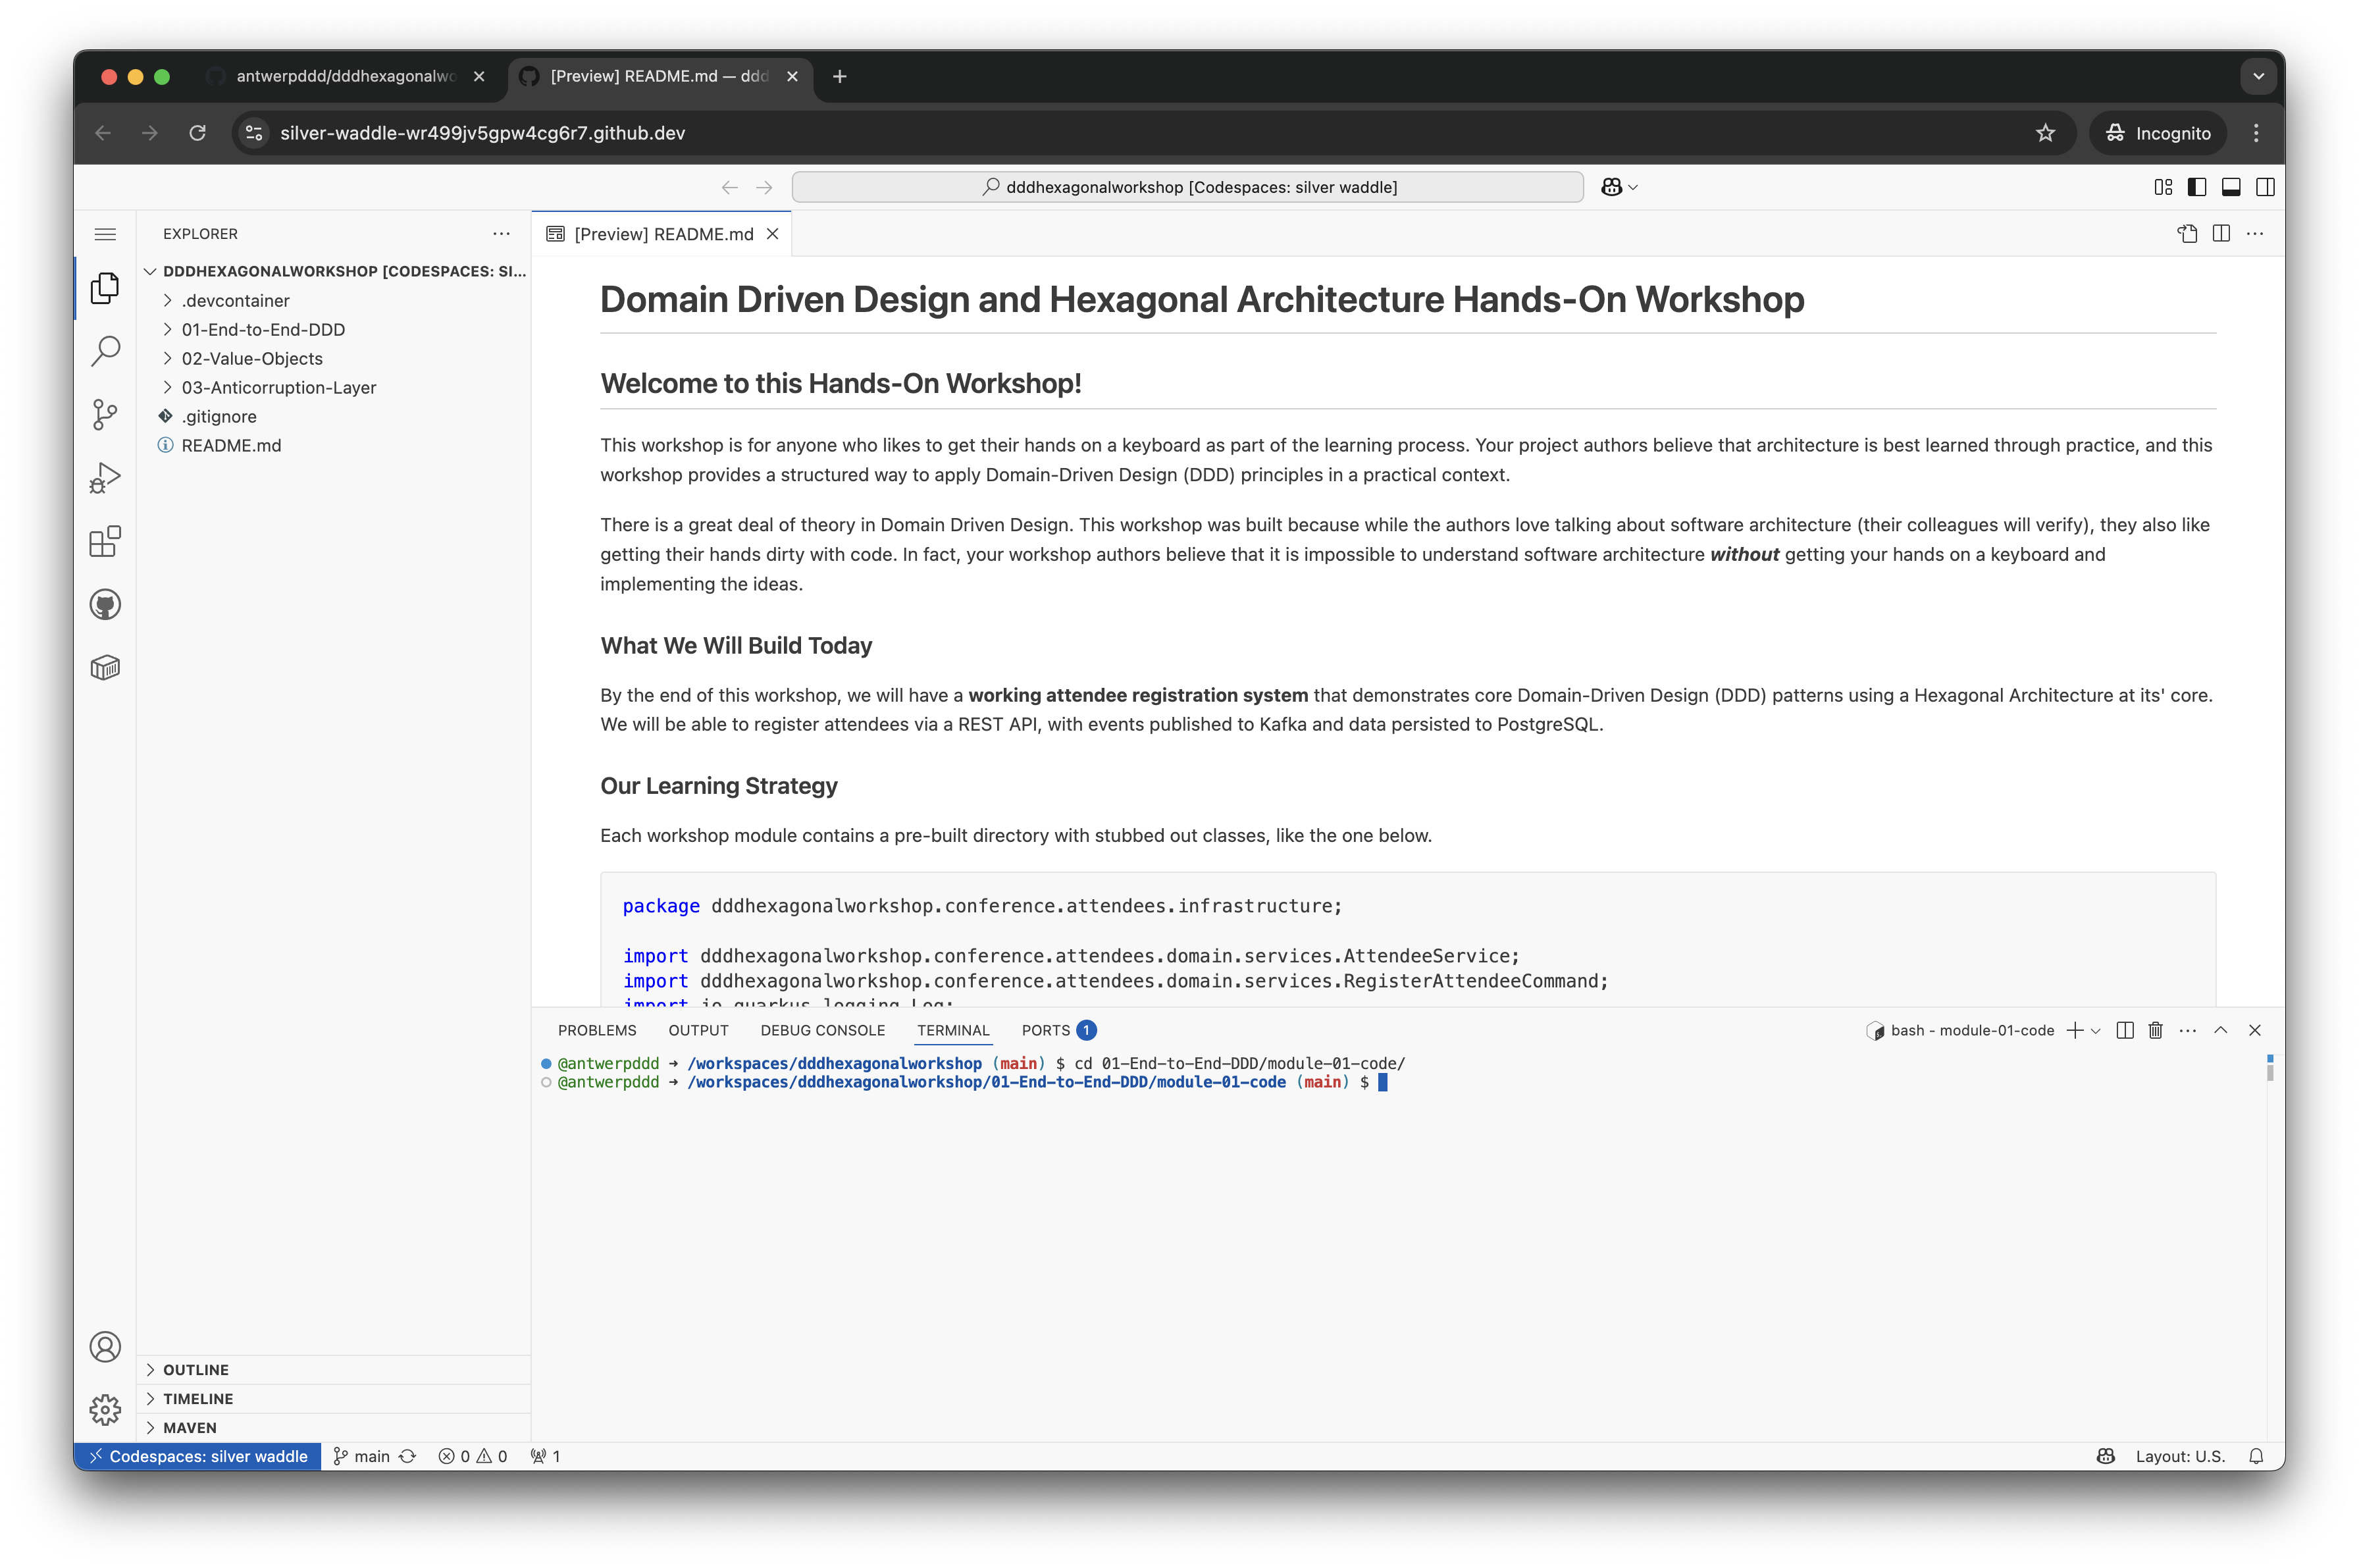 antwerpddd/dddhexagonalwo
[Preview] README.md — ddd
silver-waddle-wr499jv5gpw4cg6r7.github.dev
Incognito
dddhexagonalworkshop [Codespaces: silver waddle]
EXPLORER
DDDHEXAGONALWORKSHOP [CODESPACES: SI...
.devcontainer
01-End-to-End-DDD
02-Value-Objects
03-Anticorruption-Layer
.gitignore
README.md
OUTLINE
TIMELINE
MAVEN
[Preview] README.md
Domain Driven Design and Hexagonal Architecture Hands-On Workshop
Welcome to this Hands-On Workshop!
This workshop is for anyone who likes to get their hands on a keyboard as part of the learning process. Your project authors believe that architecture is best learned through practice, and this
workshop provides a structured way to apply Domain-Driven Design (DDD) principles in a practical context.
There is a great deal of theory in Domain Driven Design. This workshop was built because while the authors love talking about software architecture (their colleagues will verify), they also like
getting their hands dirty with code. In fact, your workshop authors believe that it is impossible to understand software architecture without getting your hands on a keyboard and
implementing the ideas.
What We Will Build Today
By the end of this workshop, we will have a working attendee registration system that demonstrates core Domain-Driven Design (DDD) patterns using a Hexagonal Architecture at its' core.
We will be able to register attendees via a REST API, with events published to Kafka and data persisted to PostgreSQL.
Our Learning Strategy
Each workshop module contains a pre-built directory with stubbed out classes, like the one below.
package dddhexagonalworkshop.conference.attendees.infrastructure;
import dddhexagonalworkshop.conference.attendees.domain.services.AttendeeService;
import dddhexagonalworkshop.conference.attendees.domain.services.RegisterAttendeeCommand;
import io.quarkus.logging.Log;
PROBLEMS OUTPUT DEBUG CONSOLE TERMINAL PORTS 1
bash - module-01-code
@antwerpddd → /workspaces/dddhexagonalworkshop (main) $ cd 01-End-to-End-DDD/module-01-code/
@antwerpddd → /workspaces/dddhexagonalworkshop/01-End-to-End-DDD/module-01-code (main) $
Codespaces: silver waddle main 0 0 1 Layout: U.S.